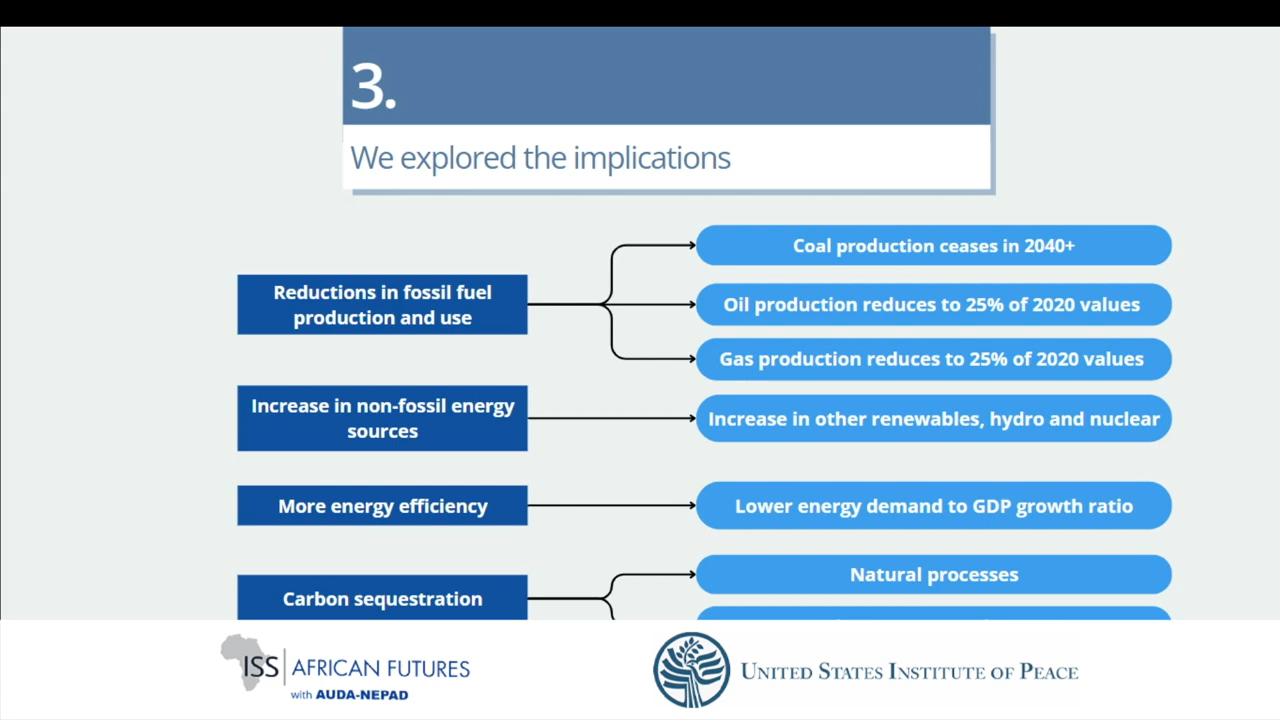 3.
We explored the implications
Reductions in fossil fuel
production and use
Coal production ceases in 2040+
Oil production reduces to 25% of 2020 values
Gas production reduces to 25% of 2020 values
Increase in non-fossil energy
sources
Increase in other renewables, hydro and nuclear
More energy efficiency
Lower energy demand to GDP growth ratio
Carbon sequestration
Natural processes
ISS AFRICAN FUTURES
with AUDA-NEPAD
UNITED STATES INSTITUTE OF PEACE